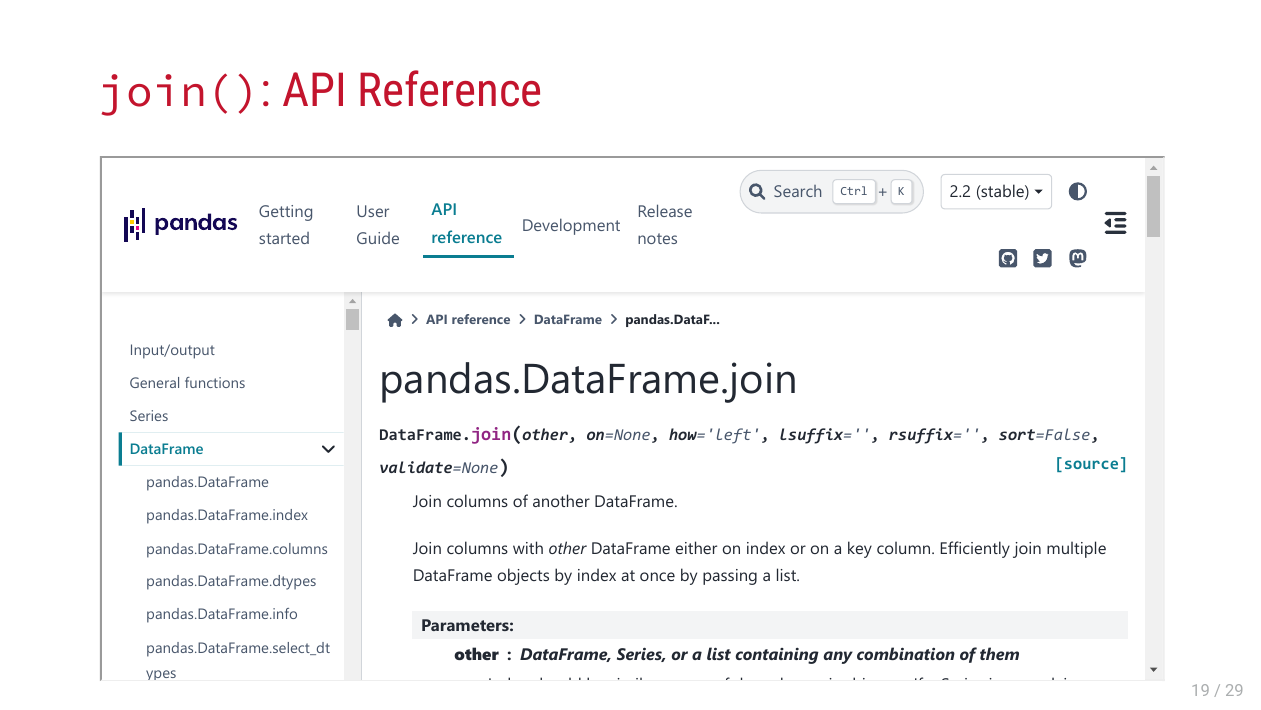 join(): API Reference
pandas
Getting started
User Guide
API reference
Development
Release notes
Search Ctrl + K
2.2 (stable)
Input/output
General functions
Series
DataFrame
pandas.DataFrame
pandas.DataFrame.index
pandas.DataFrame.columns
pandas.DataFrame.dtypes
pandas.DataFrame.info
pandas.DataFrame.select_dt
ypes
API reference > DataFrame > pandas.DataF...
pandas.DataFrame.join
DataFrame.join(other, on=None, how='left', lsuffix='', rsuffix='', sort=False,
validate=None) [source]
Join columns of another DataFrame.
Join columns with other DataFrame either on index or on a key column. Efficiently join multiple
DataFrame objects by index at once by passing a list.
Parameters:
other : DataFrame, Series, or a list containing any combination of them
19 / 29